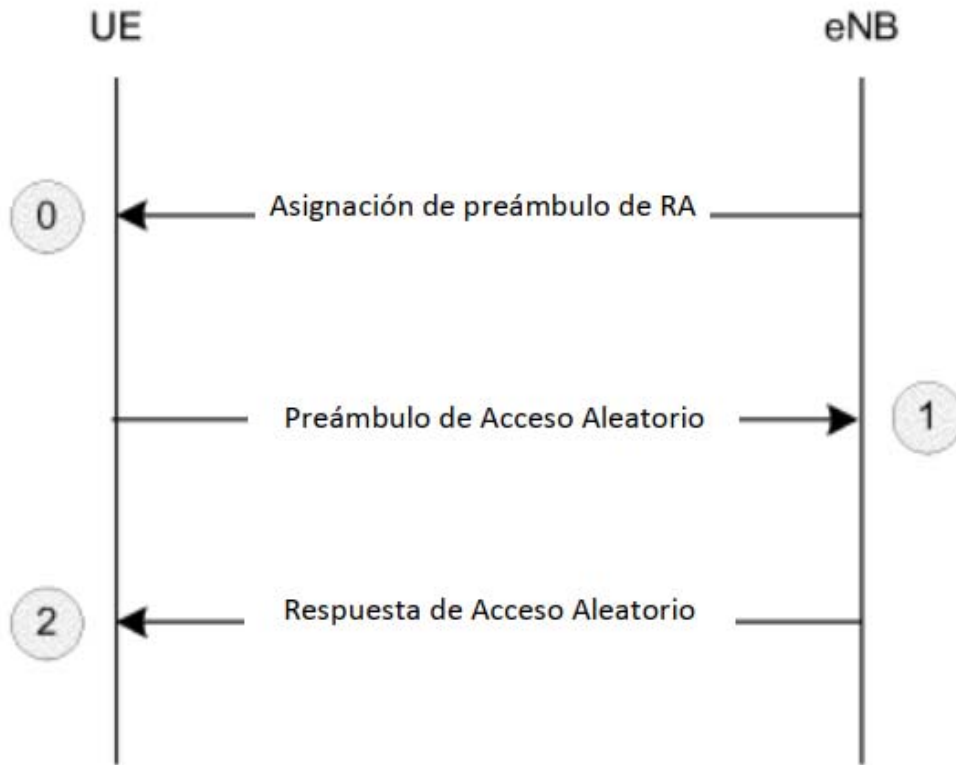 UE
eNB
0
Asignación de preámbulo de RA
Preámbulo de Acceso Aleatorio
1
2
Respuesta de Acceso Aleatorio